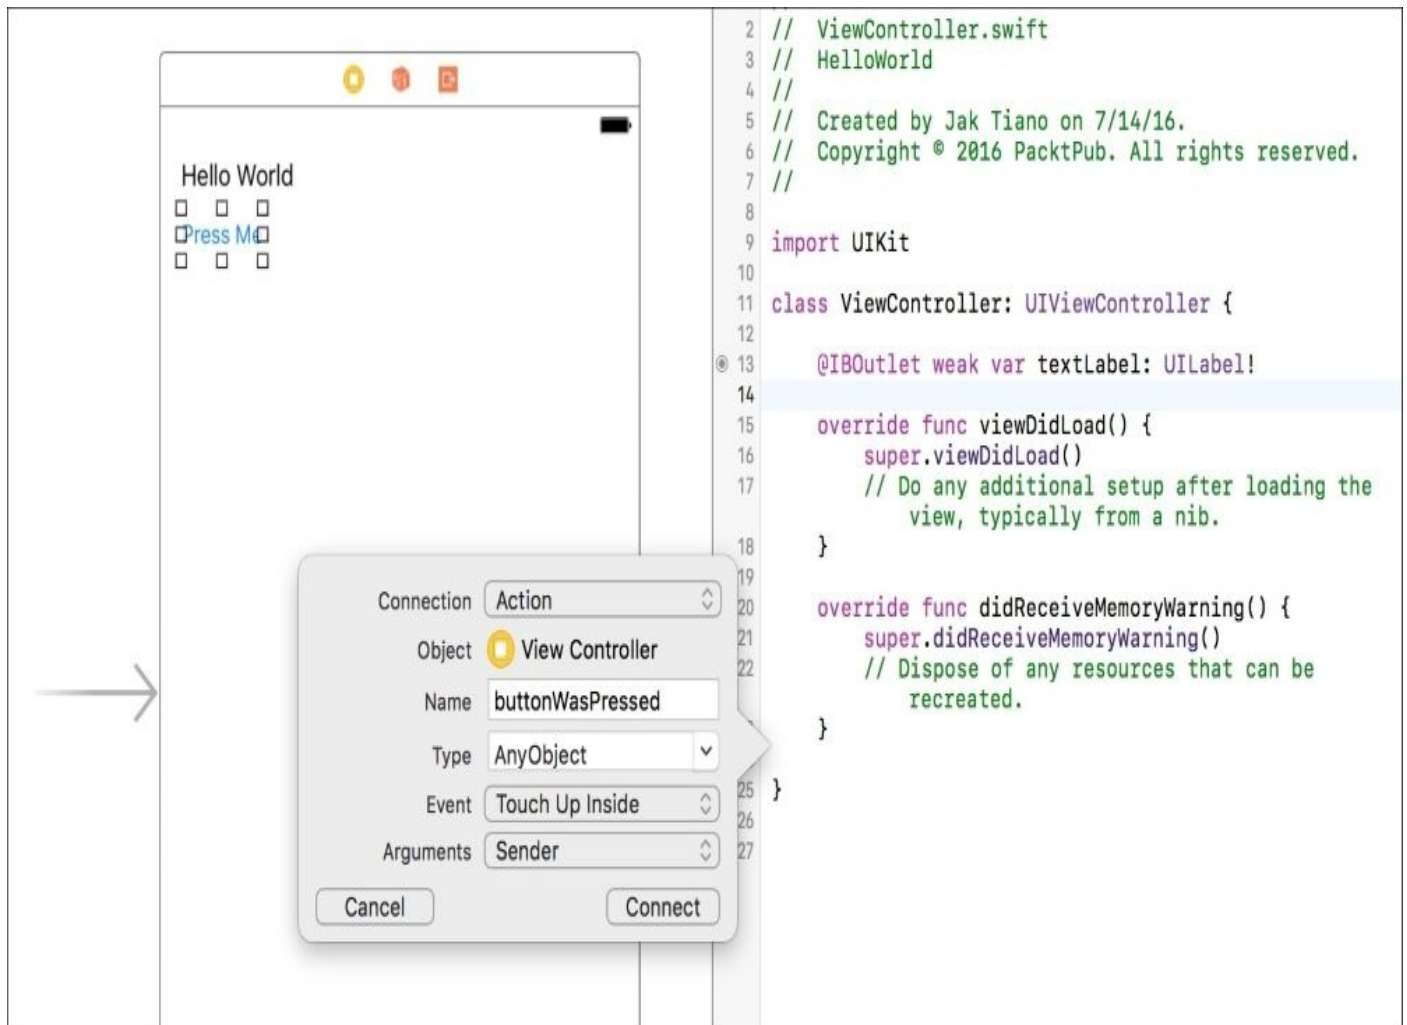 Hello World
Press Me
Connection Action
Object View Controller
Name buttonWasPressed
Type AnyObject
Event Touch Up Inside
Arguments Sender
Cancel Connect
2 // ViewController.swift
3 // HelloWorld
4 //
5 // Created by Jak Tiano on 7/14/16.
6 // Copyright © 2016 PacktPub. All rights reserved.
7 //
8
9 import UIKit
10
11 class ViewController: UIViewController {
12
13 @IBOutlet weak var textLabel: UILabel!
14
15 override func viewDidLoad() {
16 super.viewDidLoad()
17 // Do any additional setup after loading the
view, typically from a nib.
18 }
19
20 override func didReceiveMemoryWarning() {
21 super.didReceiveMemoryWarning()
22 // Dispose of any resources that can be
recreated.
}
25 }
26
27